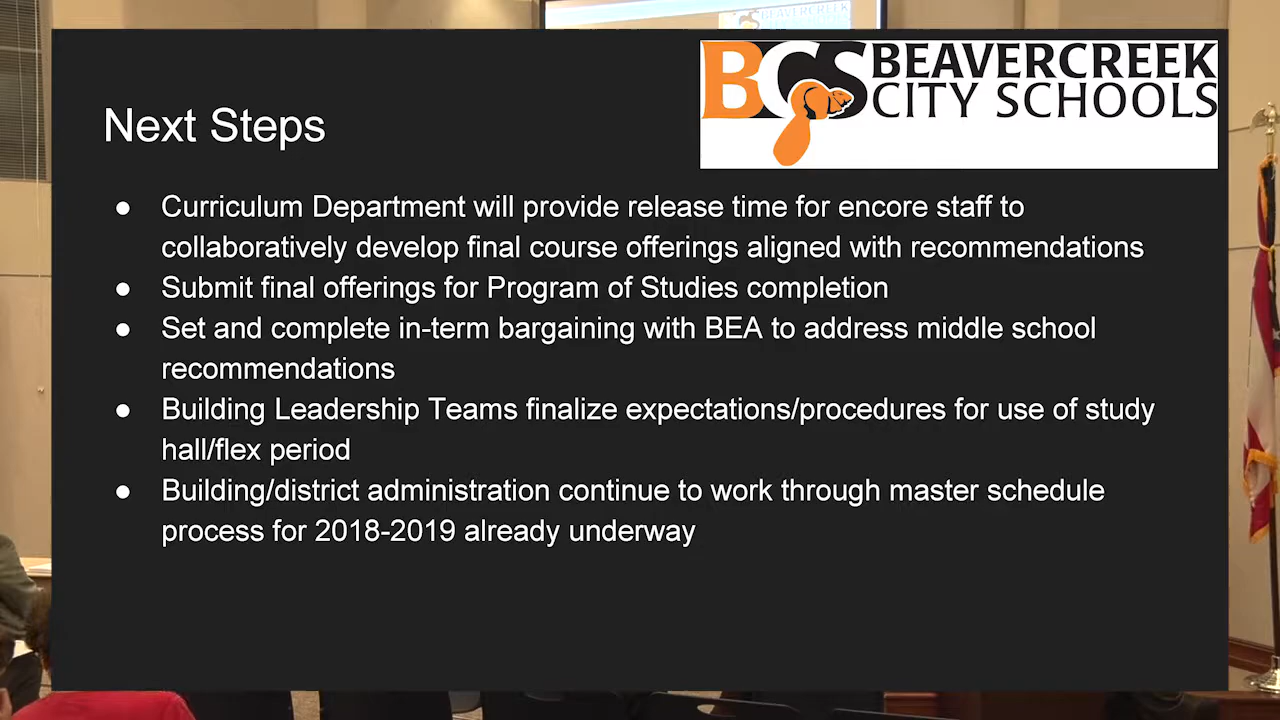 BCS BEAVERCREEK
CITY SCHOOLS
Next Steps
● Curriculum Department will provide release time for encore staff to
collaboratively develop final course offerings aligned with recommendations
● Submit final offerings for Program of Studies completion
● Set and complete in-term bargaining with BEA to address middle school
recommendations
● Building Leadership Teams finalize expectations/procedures for use of study
hall/flex period
● Building/district administration continue to work through master schedule
process for 2018-2019 already underway